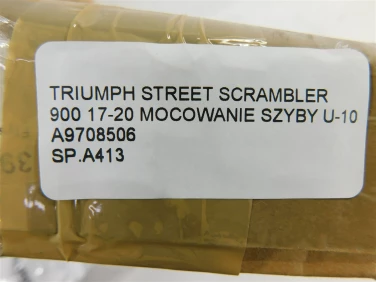 TRIUMPH STREET SCRAMBLER
900 17-20 MOCOWANIE SZYBY U-10
A9708506
SP.A413